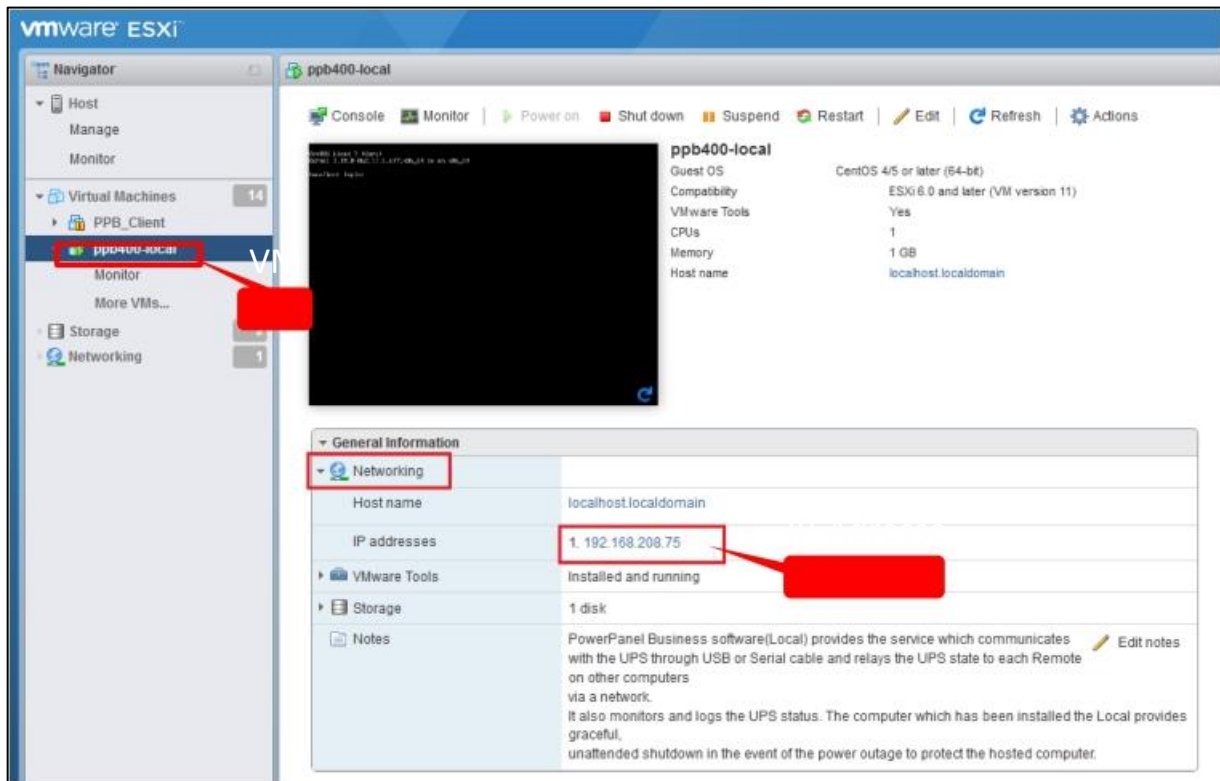 vmware ESXi
Navigator
ppb400-local
Host
Manage
Monitor
Virtual Machines 14
PPB_Client
ppb400-local
Monitor
More VMs...
Storage
Networking 1
Console Monitor Power on Shut down Suspend Restart Edit Refresh Actions
ppb400-local
Guest OS CentOS 4/5 or later (64-bit)
Compatibility ESXi 6.0 and later (VM version 11)
VMware Tools Yes
CPUs 1
Memory 1 GB
Host name localhost.localdomain
VM
General Information
Networking
Host name localhost.localdomain
IP addresses 1. 192.168.208.75
VMware Tools Installed and running
Storage 1 disk
Notes PowerPanel Business software(Local) provides the service which communicates
Edit notes
with the UPS through USB or Serial cable and relays the UPS state to each Remote
on other computers
via a network.
It also monitors and logs the UPS status. The computer which has been installed the Local provides
graceful,
unattended shutdown in the event of the power outage to protect the hosted computer.